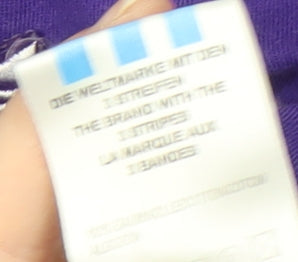 DIE WELTMARKE MIT DEN
3 STREIFEN
THE BRAND WITH THE
3 STRIPES
LA MARQUE AUX
3 BANDES